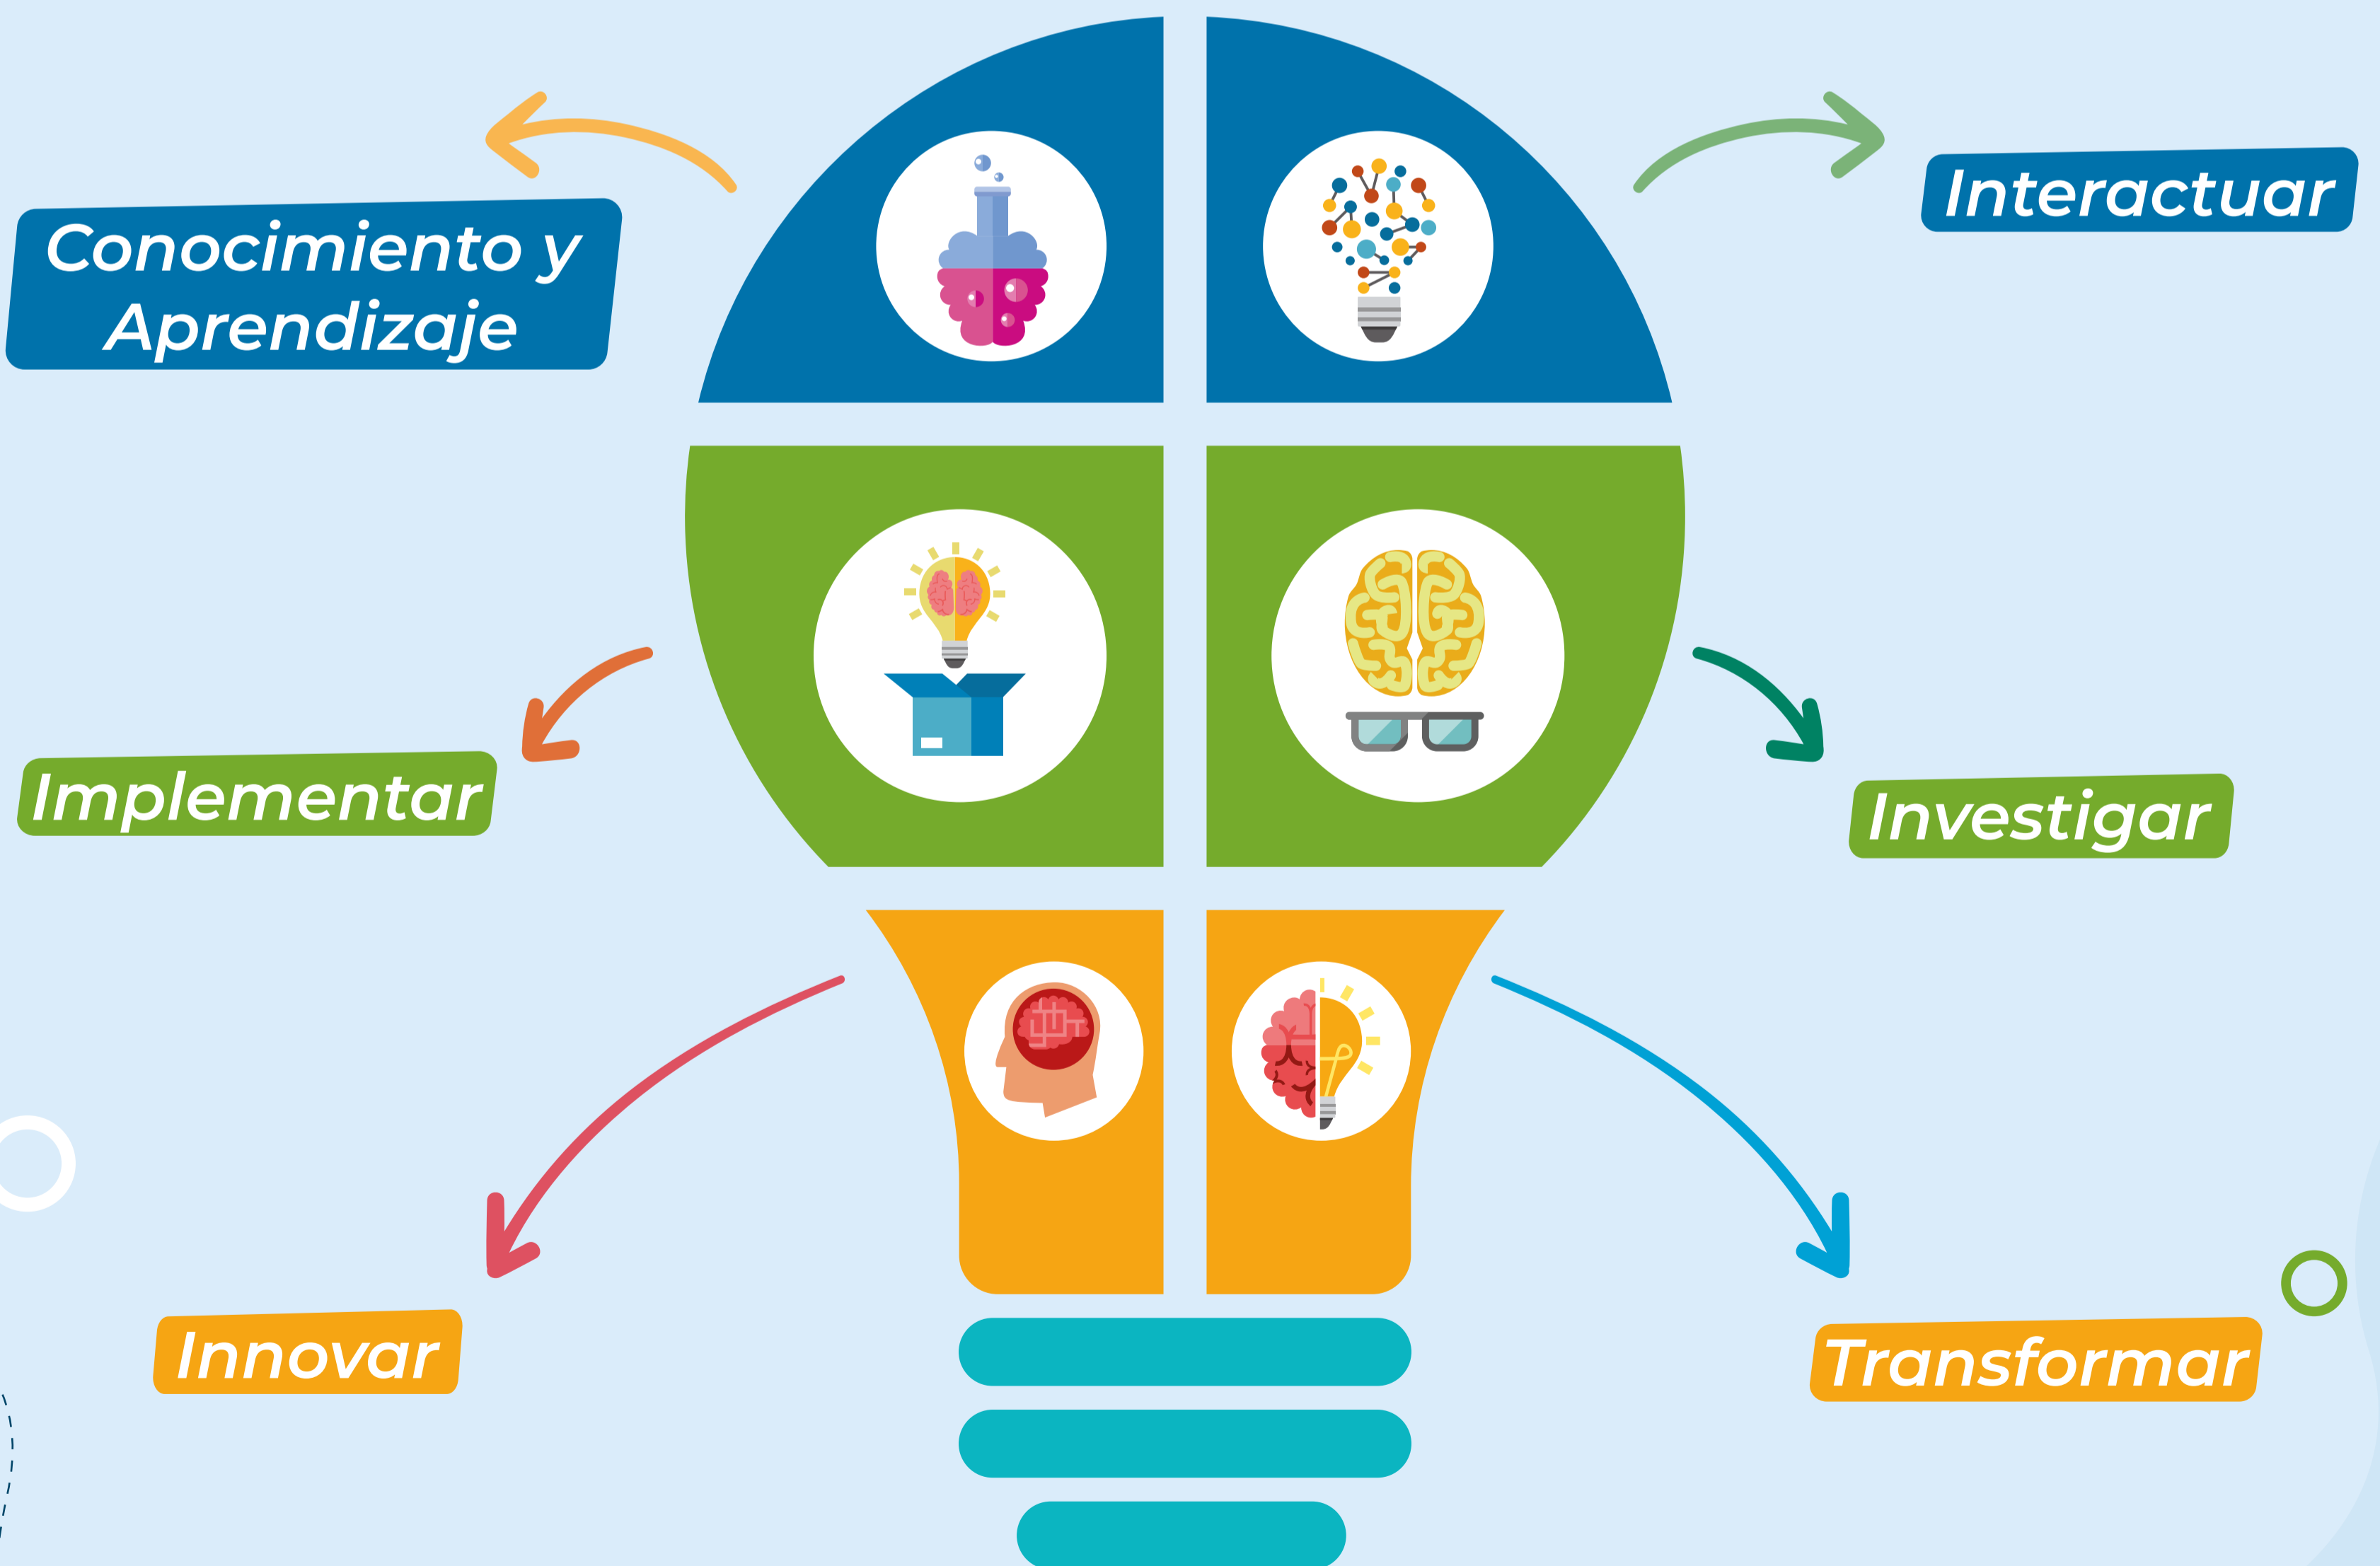 Conocimiento y
Aprendizaje
Interactuar
Implementar
Investigar
Innovar
Transformar